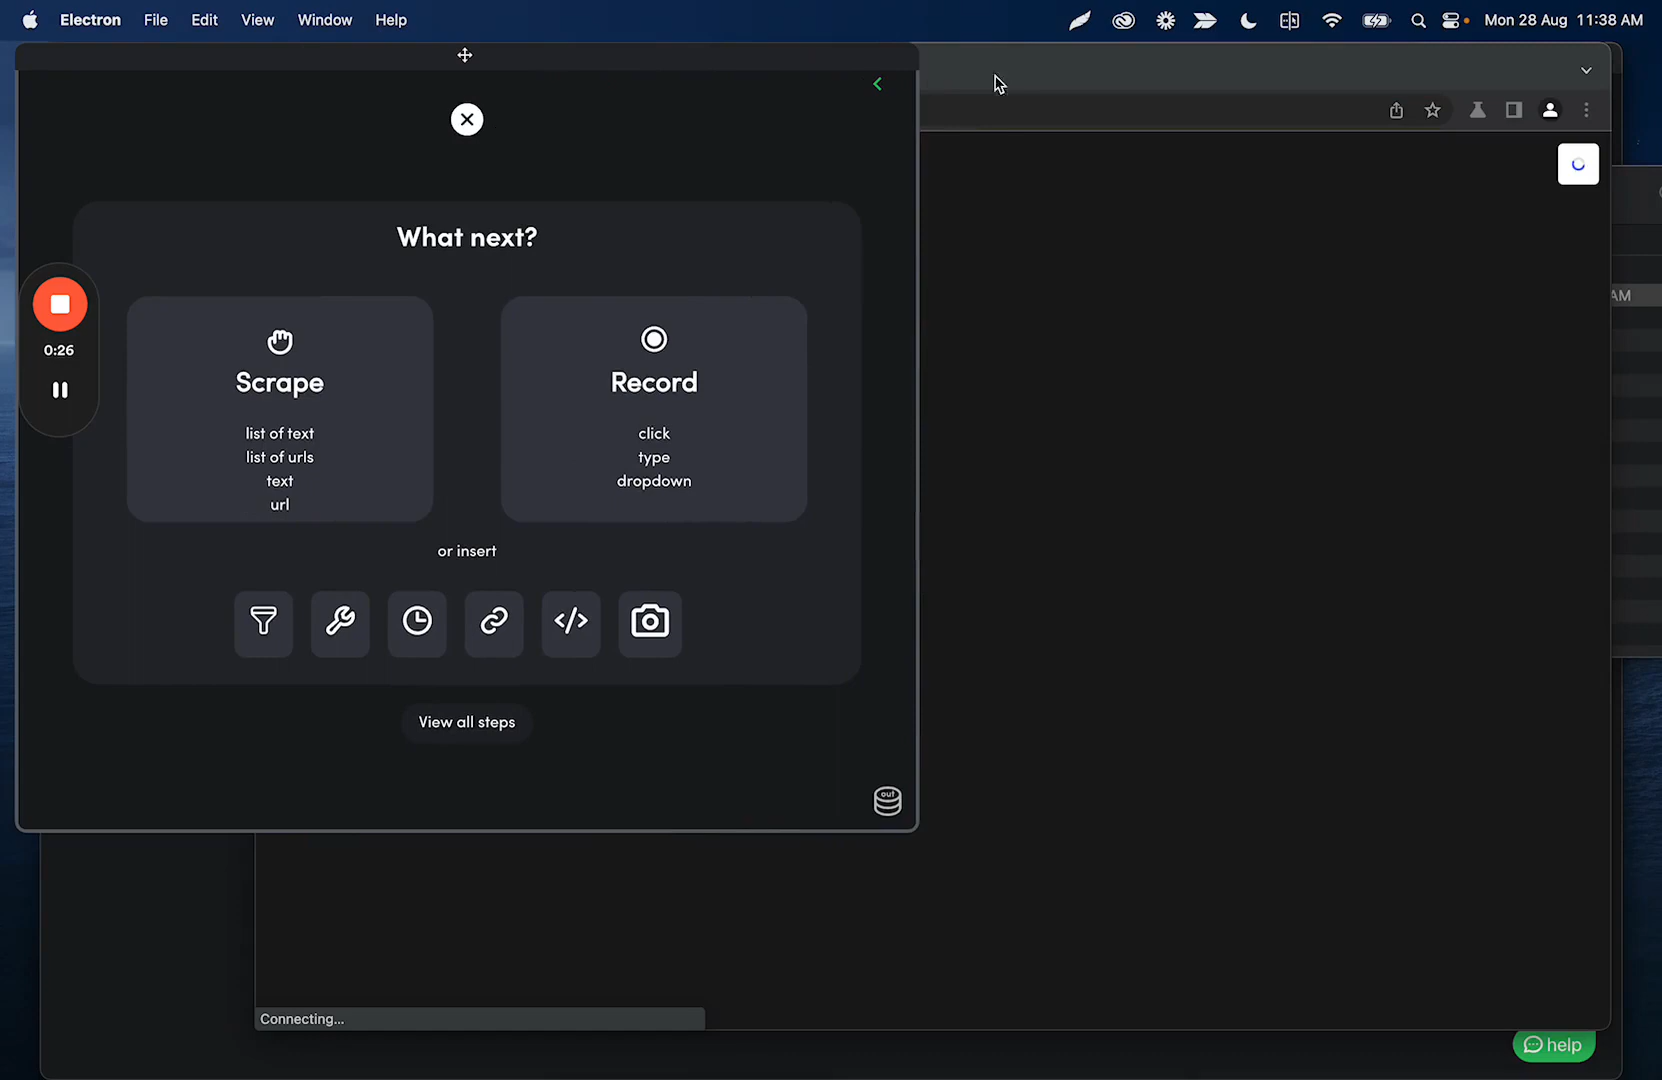 Electron File Edit View Window Help
Mon 28 Aug 11:38 AM
What next?
0:26
Scrape
list of text
list of urls
text
url
Record
click
type
dropdown
or insert
View all steps
out
AM
Connecting...
help